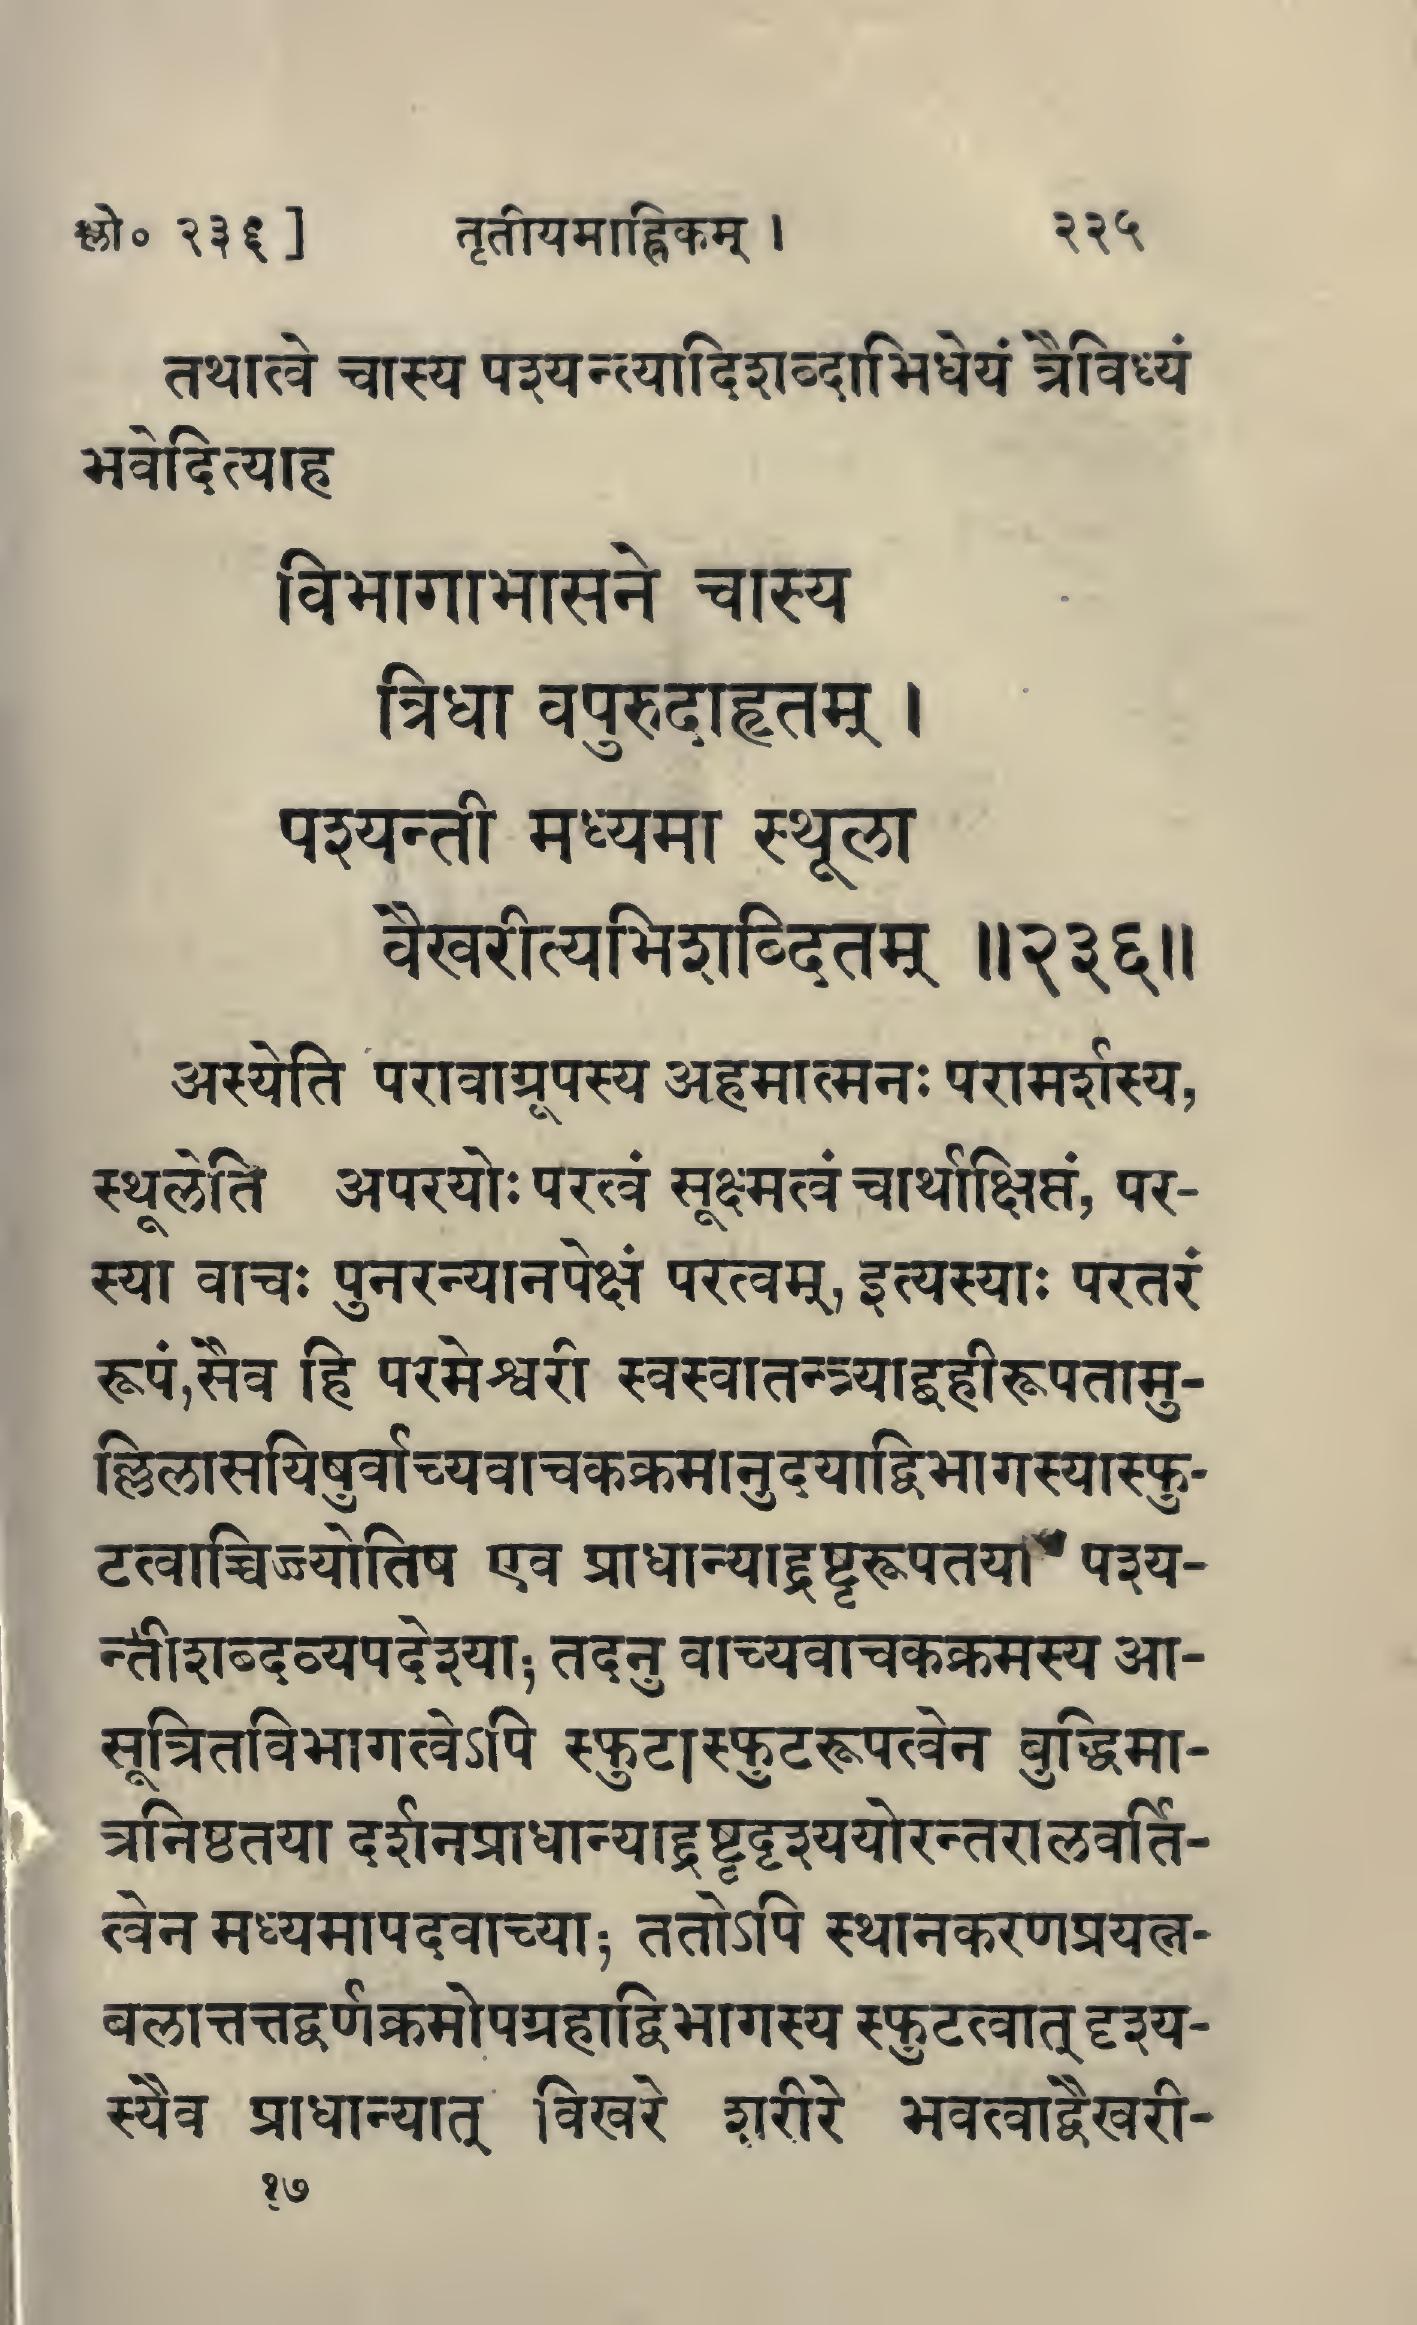 श्लो० २३६]	तृतीयमाह्निकम् ।	२२५
तथात्वे चास्य पश्यन्त्यादिशब्दाभिधेयं त्रैविध्यं
भवेदित्याह
विभागाभासने चास्य
त्रिधा वपुरुदाहृतम् ।
पश्यन्ती मध्यमा स्थूला
वैखरीत्यभिशब्दितम् ॥२३६॥
अस्येति परावाग्रूपस्य अहमात्मनः परामर्शस्य,
स्थूलेति अपरयोः परत्वं सूक्ष्मत्वं चार्थाक्षिप्तं, पर-
स्या वाचः पुनरन्यानपेक्षं परत्वम्, इत्यस्याः परतरं
रूपं, सैव हि परमेश्वरी स्वस्वातन्त्र्याद्बहीरूपतामु-
ल्लिलासयिषुर्वाच्यवाचकक्रमानुदयाद्विभागस्यास्फु-
टत्वाच्चिज्ज्योतिष एव प्राधान्याद्द्रष्टृरूपतया पश्य-
न्तीशब्दव्यपदेश्या; तदनु वाच्यवाचकक्रमस्य आ-
सूत्रितविभागत्वेऽपि स्फुटास्फुटरूपत्वेन बुद्धिमा-
त्रनिष्ठतया दर्शनप्राधान्याद्द्रष्टृदृश्ययोरन्तरालवर्ति-
त्वेन मध्यमापदवाच्या; ततोऽपि स्थानकरणप्रयत्न-
बलात्तत्तद्वर्णक्रमोपग्रहाद्विभागस्य स्फुटत्वात् दृश्य-
स्यैव प्राधान्यात् विखरे शरीरे भवत्वाद्वैखरी-
१७